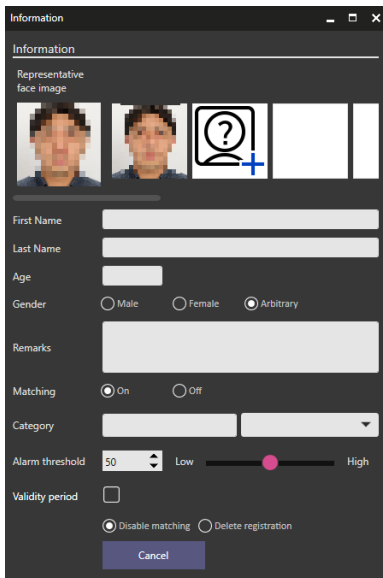 Information
Information
Representative
face image
First Name
Last Name
Age
Gender Male Female Arbitrary
Remarks
Matching On Off
Category
Alarm threshold 50 Low High
Validity period
Disable matching Delete registration
Cancel